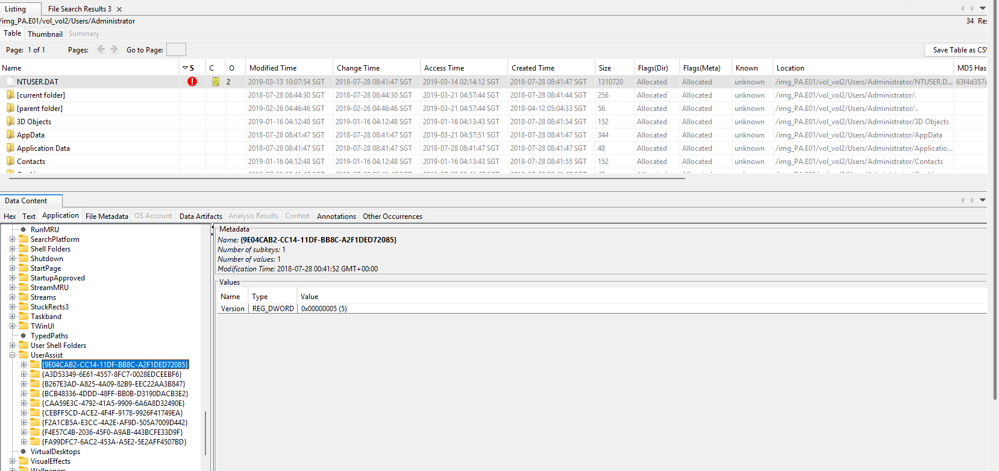 Listing File Search Results 3 ×
/img_PA.E01/vol_vol2/Users/Administrator 34 Res
Table Thumbnail Summary
Page: 1 of 1 Pages: Go to Page: Save Table as CSV
Name S C O Modified Time Change Time Access Time Created Time Size Flags(Dir) Flags(Meta) Known Location MD5 Has
NTUSER.DAT 2 2019-03-13 10:07:54 SGT 2018-07-28 08:41:47 SGT 2019-03-14 02:14:12 SGT 2018-07-28 08:41:47 SGT 1310720 Allocated Allocated unknown /img_PA.E01/vol_vol2/Users/Administrator/NTUSER.D... 63f4d357c
[current folder] 2018-07-28 08:44:30 SGT 2018-07-28 08:44:30 SGT 2019-03-21 04:57:44 SGT 2018-07-28 08:41:44 SGT 256 Allocated Allocated unknown /img_PA.E01/vol_vol2/Users/Administrator/.
[parent folder] 2019-02-26 04:46:46 SGT 2019-02-26 04:46:46 SGT 2019-03-21 04:57:44 SGT 2018-04-12 05:04:33 SGT 56 Allocated Allocated unknown /img_PA.E01/vol_vol2/Users/Administrator/..
3D Objects 2019-01-16 04:12:48 SGT 2019-01-16 04:12:48 SGT 2019-01-16 04:13:43 SGT 2018-07-28 08:41:54 SGT 152 Allocated Allocated unknown /img_PA.E01/vol_vol2/Users/Administrator/3D Objects
AppData 2018-07-28 08:41:47 SGT 2018-07-28 08:41:47 SGT 2019-03-21 04:57:51 SGT 2018-07-28 08:41:47 SGT 344 Allocated Allocated unknown /img_PA.E01/vol_vol2/Users/Administrator/AppData
Application Data 2018-07-28 08:41:47 SGT 2018-07-28 08:41:47 SGT 2018-07-28 08:41:47 SGT 2018-07-28 08:41:47 SGT 48 Allocated Allocated unknown /img_PA.E01/vol_vol2/Users/Administrator/Applicatio...
Contacts 2019-01-16 04:12:48 SGT 2019-01-16 04:12:48 SGT 2019-01-16 04:13:43 SGT 2018-07-28 08:41:55 SGT 152 Allocated Allocated unknown /img_PA.E01/vol_vol2/Users/Administrator/Contacts
Data Content
Hex Text Application File Metadata OS Account Data Artifacts Analysis Results Context Annotations Other Occurrences
RunMRU
SearchPlatform
Shell Folders
Shutdown
StartPage
StartupApproved
StreamMRU
Streams
StuckRects3
Taskband
TWinUI
TypedPaths
User Shell Folders
UserAssist
{9E04CAB2-CC14-11DF-BB8C-A2F1DED72085}
{A3D53349-6E61-4557-8FC7-0028EDCEEBF6}
{B267E3AD-A825-4A09-82B9-EEC22AA3B847}
{BCB48336-4DDD-48FF-BB0B-D3190DACB3E2}
{CAA59E3C-4792-41A5-9909-6A6A8D32490E}
{CEBFF5CD-ACE2-4F4F-9178-9926F41749EA}
{F2A1CB5A-E3CC-4A2E-AF9D-505A7009D442}
{F4E57C4B-2036-45F0-A9AB-443BCFE33D9F}
{FA99DFC7-6AC2-453A-A5E2-5E2AFF4507BD}
VirtualDesktops
VisualEffects
Wallpapers
Metadata
Name: {9E04CAB2-CC14-11DF-BB8C-A2F1DED72085}
Number of subkeys: 1
Number of values: 1
Modification Time: 2018-07-28 00:41:52 GMT+00:00
Values
Name Type Value
Version REG_DWORD 0x00000005 (5)